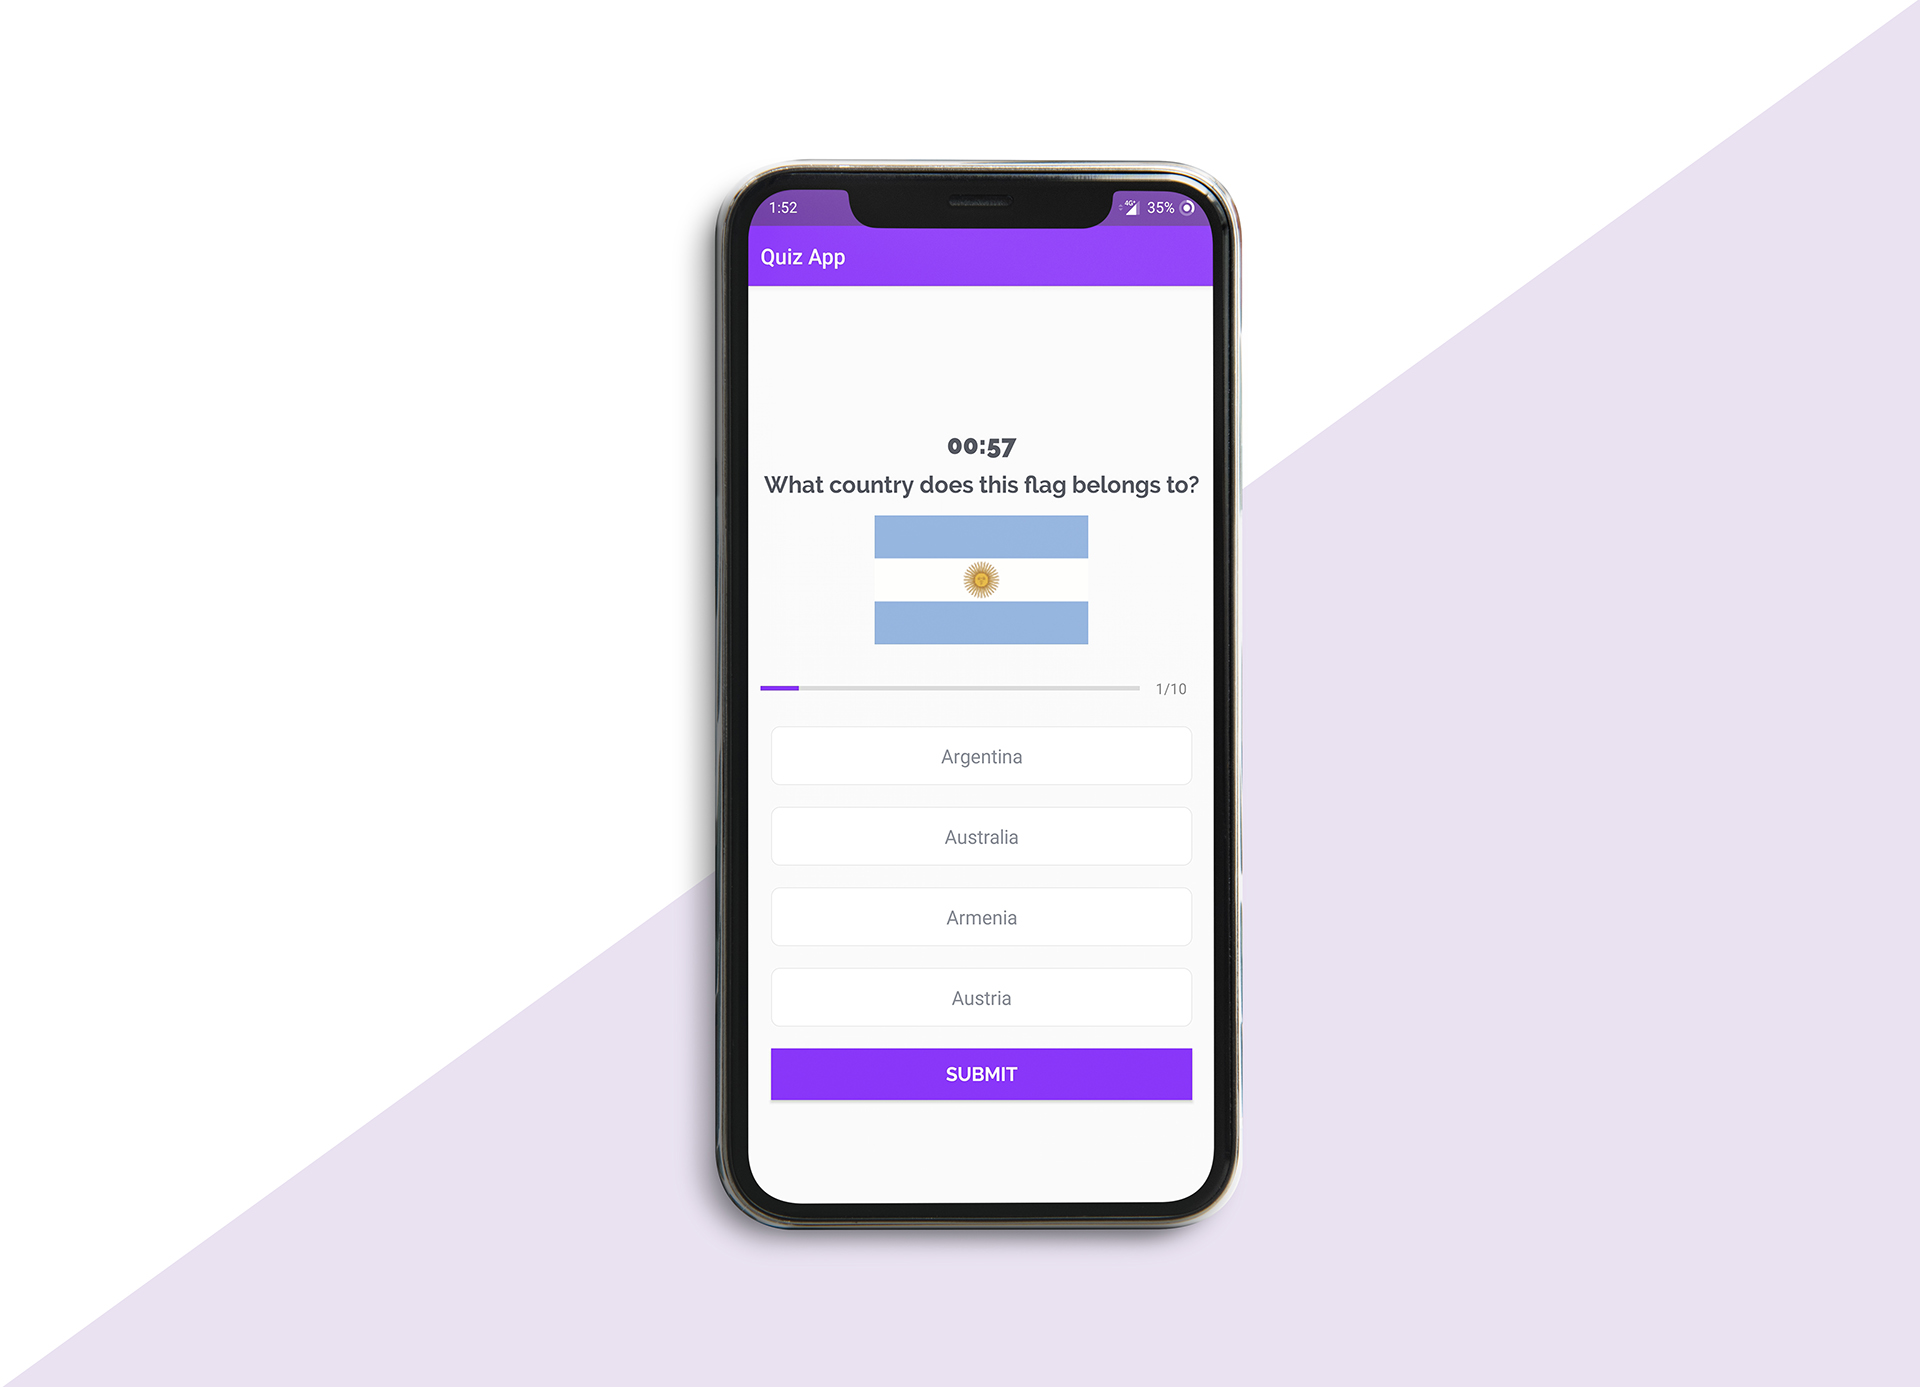 1:52
4G+ 35%
Quiz App
00:57
What country does this flag belongs to?
1/10
Argentina
Australia
Armenia
Austria
SUBMIT